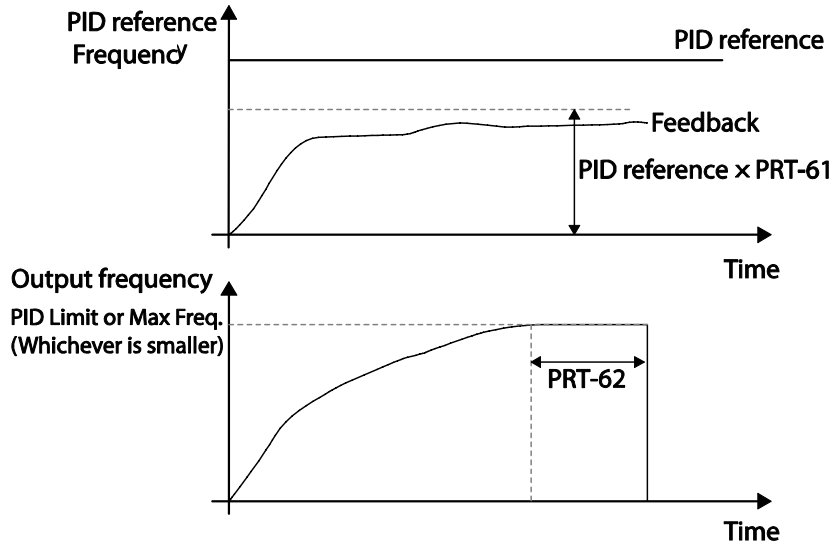 PID reference
Frequency
PID reference
Feedback
PID reference × PRT-61
Time
Output frequency
PID Limit or Max Freq.
(Whichever is smaller)
PRT-62
Time